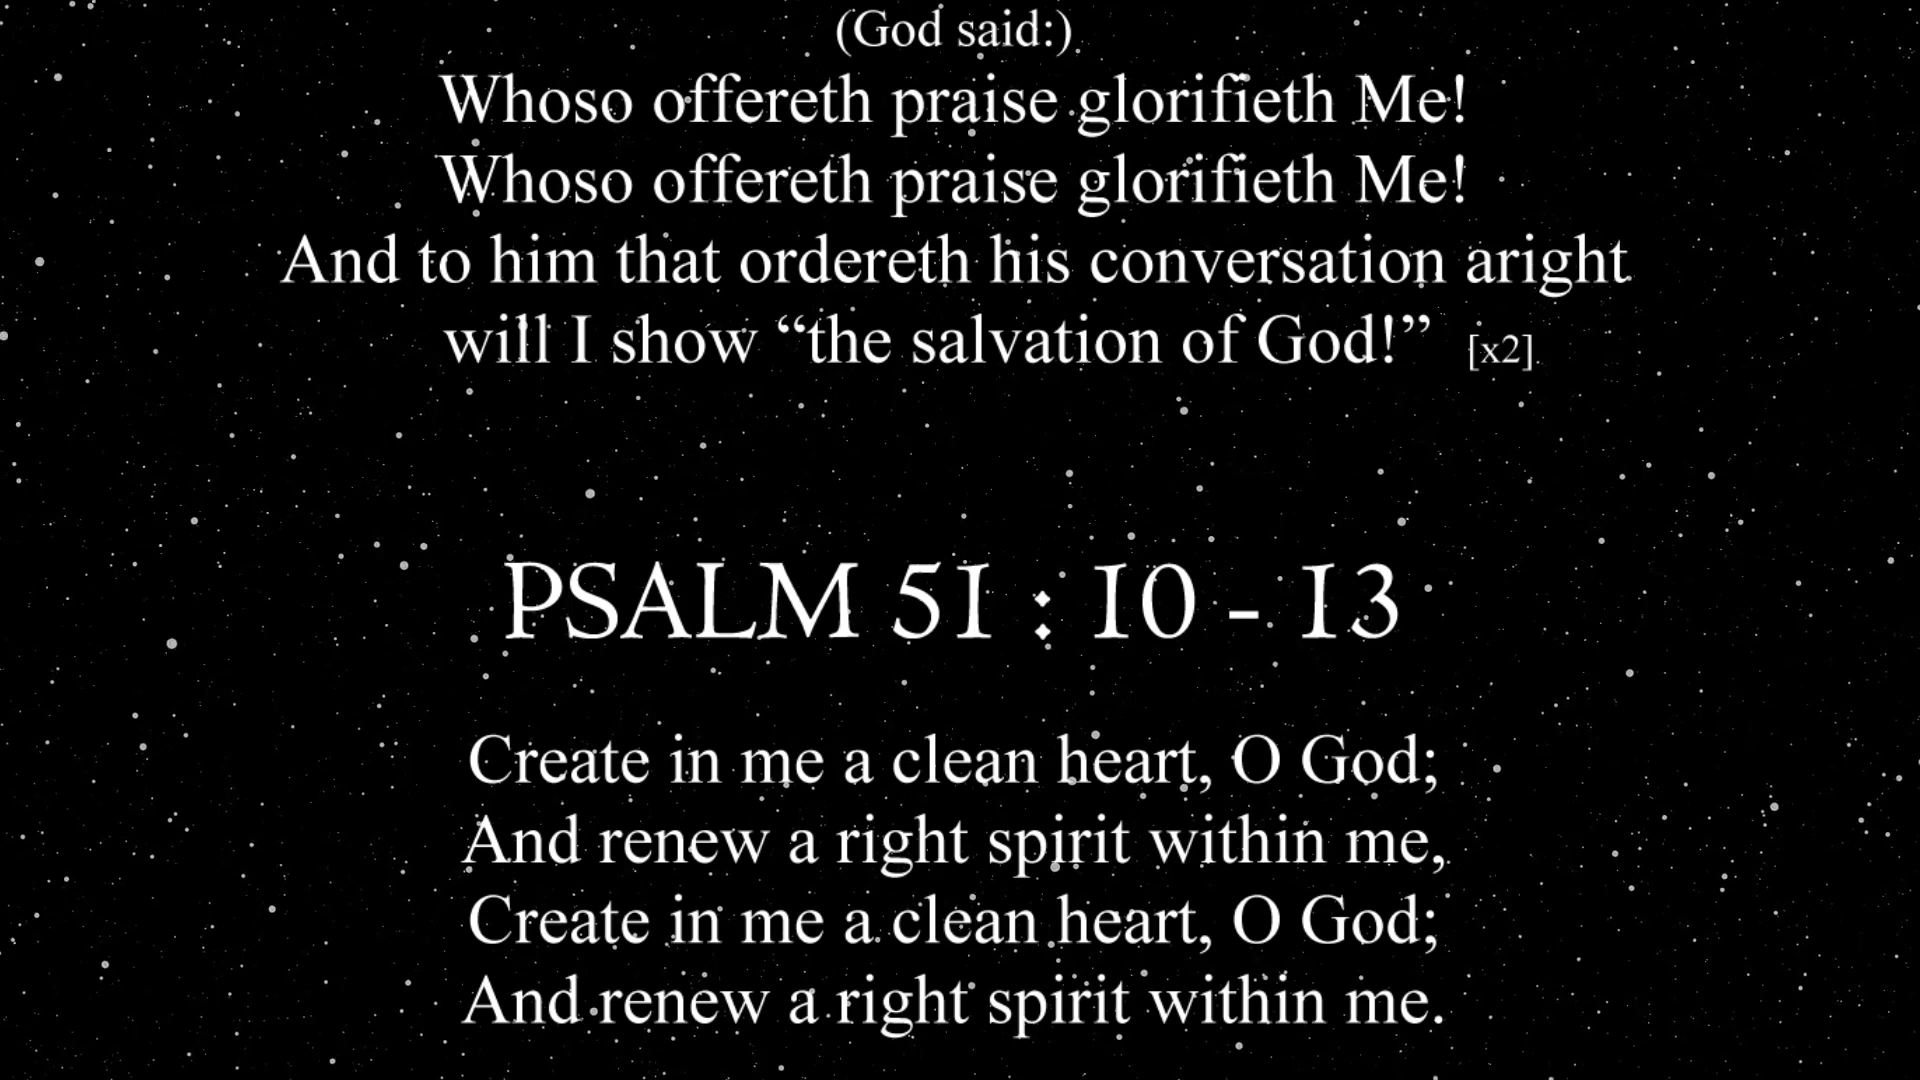 (God said:)
Whoso offereth praise glorifieth Me!
Whoso offereth praise glorifieth Me!
And to him that ordereth his conversation aright
will I show “the salvation of God!” [x2]
PSALM 51 : 10 - 13
Create in me a clean heart, O God;
And renew a right spirit within me,
Create in me a clean heart, O God;
And renew a right spirit within me.